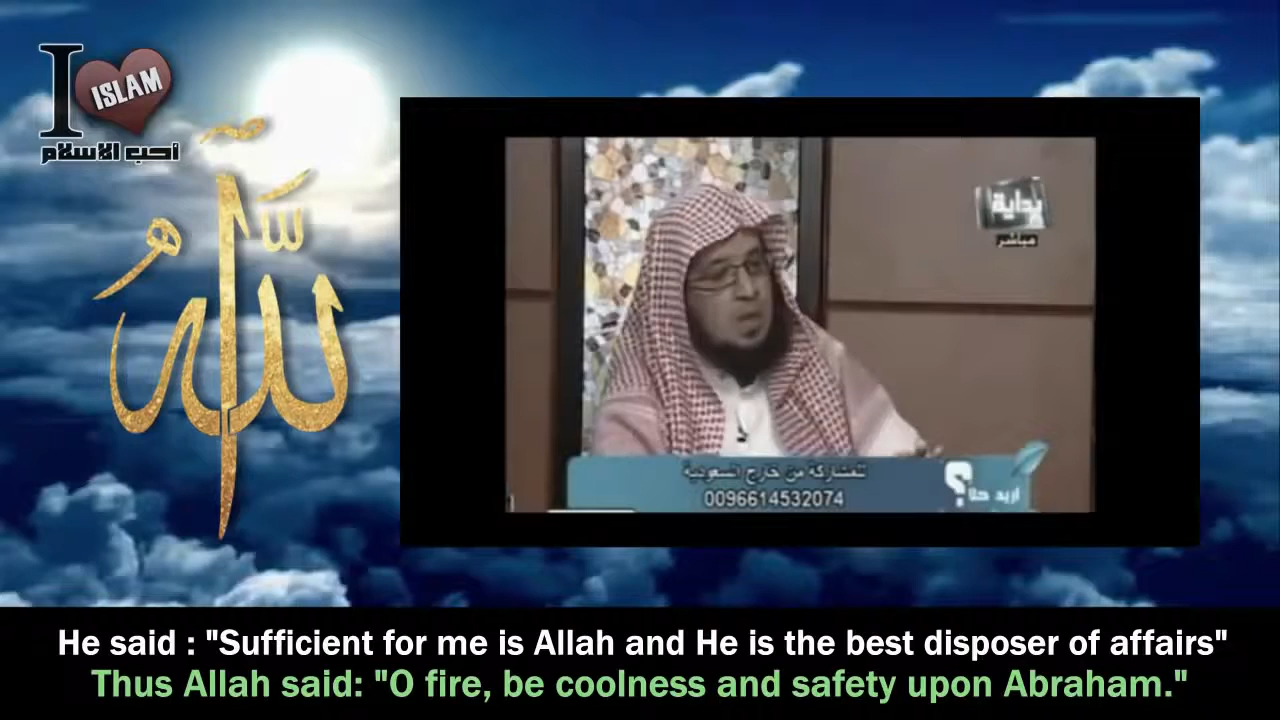 I ISLAM
أحب الاسلام
الله
بداية
مباشر
للمشاركة من خارج السعودية
0096614532074
اريد حلا؟
He said : "Sufficient for me is Allah and He is the best disposer of affairs"
Thus Allah said: "O fire, be coolness and safety upon Abraham."